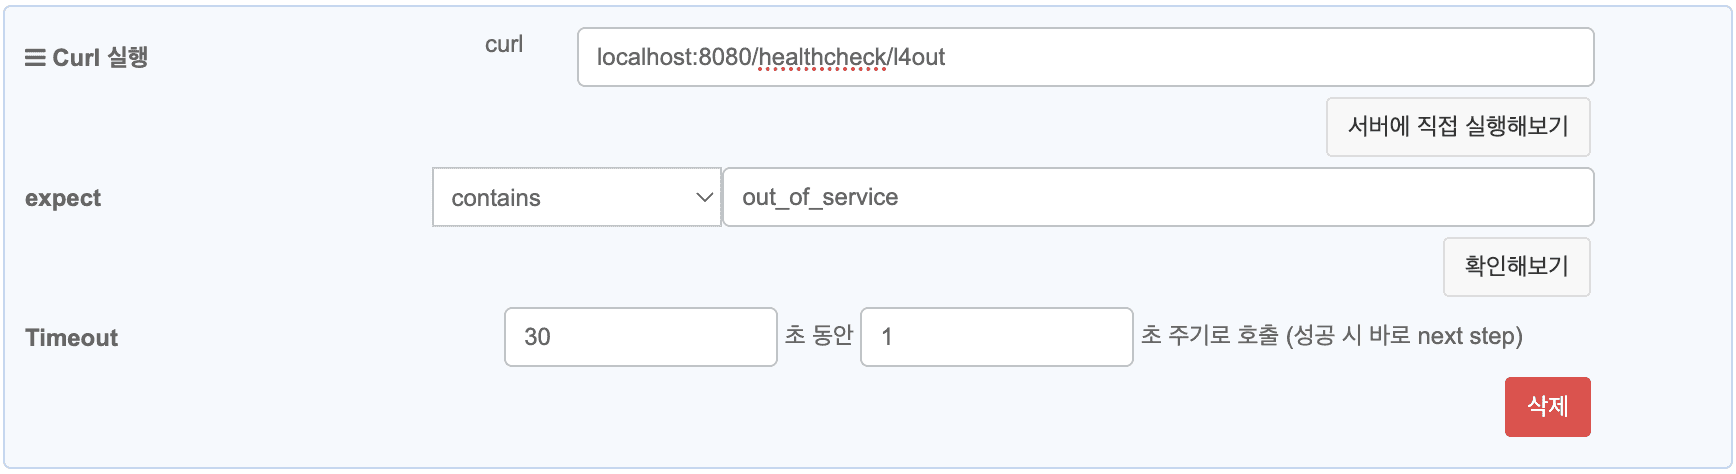 Curl 실행 curl localhost:8080/healthcheck/l4out
서버에 직접 실행해보기
expect contains out_of_service
확인해보기
Timeout 30 초 동안 1 초 주기로 호출 (성공 시 바로 next step)
삭제